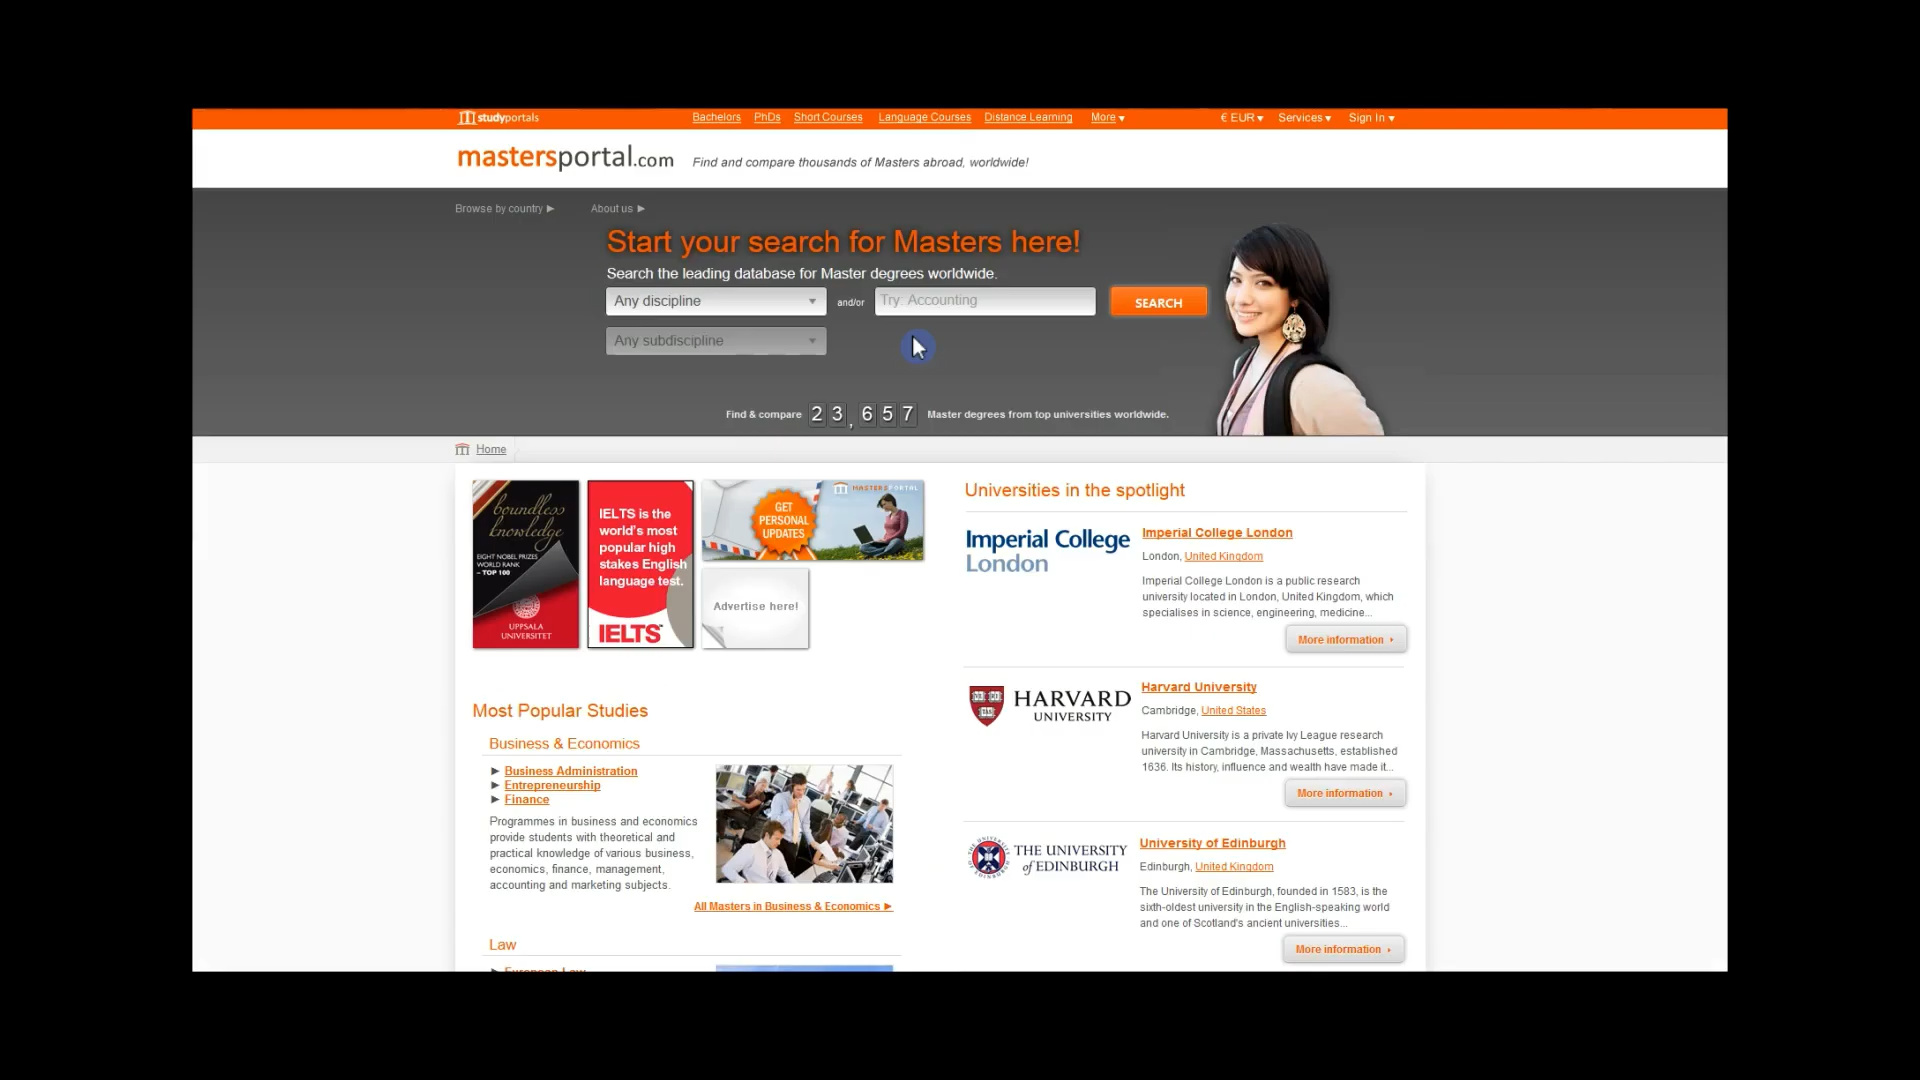 studyportals
Bachelors PhDs Short Courses Language Courses Distance Learning More
€ EUR Services Sign In
mastersportal.com
Find and compare thousands of Masters abroad, worldwide!
Browse by country
About us
Start your search for Masters here!
Search the leading database for Master degrees worldwide.
Any discipline
and/or
Try: Accounting
SEARCH
Any subdiscipline
Find & compare 23,657 Master degrees from top universities worldwide.
Home
boundless
knowledge
EIGHT NOBEL PRIZES
WORLD RANK
– TOP 100
UPPSALA
UNIVERSITET
IELTS is the
world's most
popular high
stakes English
language test.
IELTS™
MASTERSPORTAL
GET
PERSONAL
UPDATES
Advertise here!
Most Popular Studies
Business & Economics
Business Administration
Entrepreneurship
Finance
Programmes in business and economics
provide students with theoretical and
practical knowledge of various business,
economics, finance, management,
accounting and marketing subjects.
All Masters in Business & Economics
Law
European Law
Universities in the spotlight
Imperial College
London
Imperial College London
London, United Kingdom
Imperial College London is a public research
university located in London, United Kingdom, which
specialises in science, engineering, medicine...
More information
HARVARD
UNIVERSITY
Harvard University
Cambridge, United States
Harvard University is a private Ivy League research
university in Cambridge, Massachusetts, established
1636. Its history, influence and wealth have made it...
More information
THE UNIVERSITY
of EDINBURGH
University of Edinburgh
Edinburgh, United Kingdom
The University of Edinburgh, founded in 1583, is the
sixth-oldest university in the English-speaking world
and one of Scotland's ancient universities...
More information